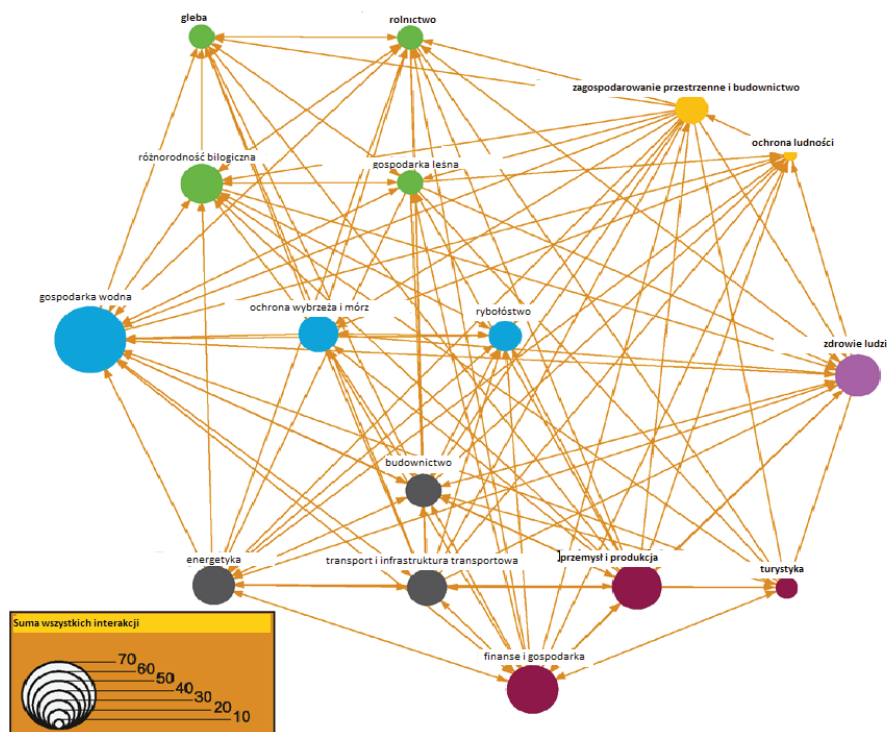 gleba
rolnictwo
zagospodarowanie przestrzenne i budownictwo
ochrona ludności
różnorodność bilogiczna
gospodarka leśna
gospodarka wodna
ochrona wybrzeża i mórz
rybołóstwo
zdrowie ludzi
budownictwo
energetyka
transport i infrastruktura transportowa
przemysł i produkcja
turystyka
finanse i gospodarka
Suma wszystkich interakcji
70
60
50
40
30
20
10